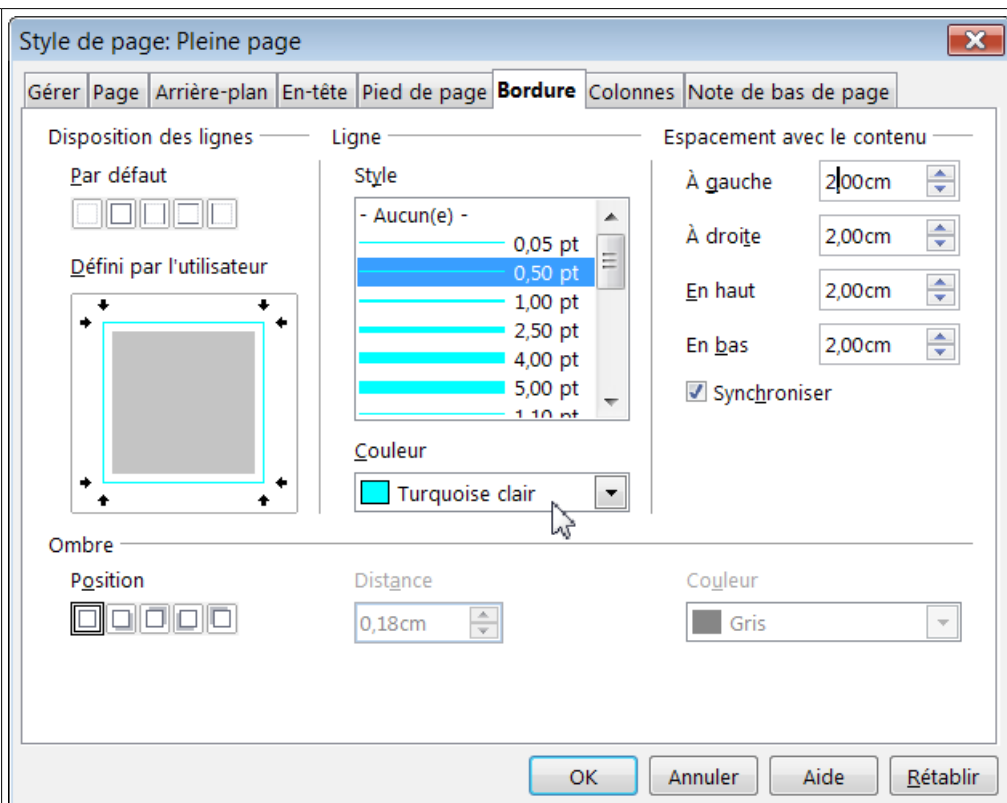 Style de page: Pleine page
Gérer Page Arrière-plan En-tête Pied de page Bordure Colonnes Note de bas de page
Disposition des lignes
Par défaut
Défini par l'utilisateur
Ligne
Style
- Aucun(e) -
0,05 pt
0,50 pt
1,00 pt
2,50 pt
4,00 pt
5,00 pt
1,10 pt
Couleur
Turquoise clair
Espacement avec le contenu
À gauche 2,00cm
À droite 2,00cm
En haut 2,00cm
En bas 2,00cm
Synchroniser
Ombre
Position
Distance
0,18cm
Couleur
Gris
OK Annuler Aide Rétablir